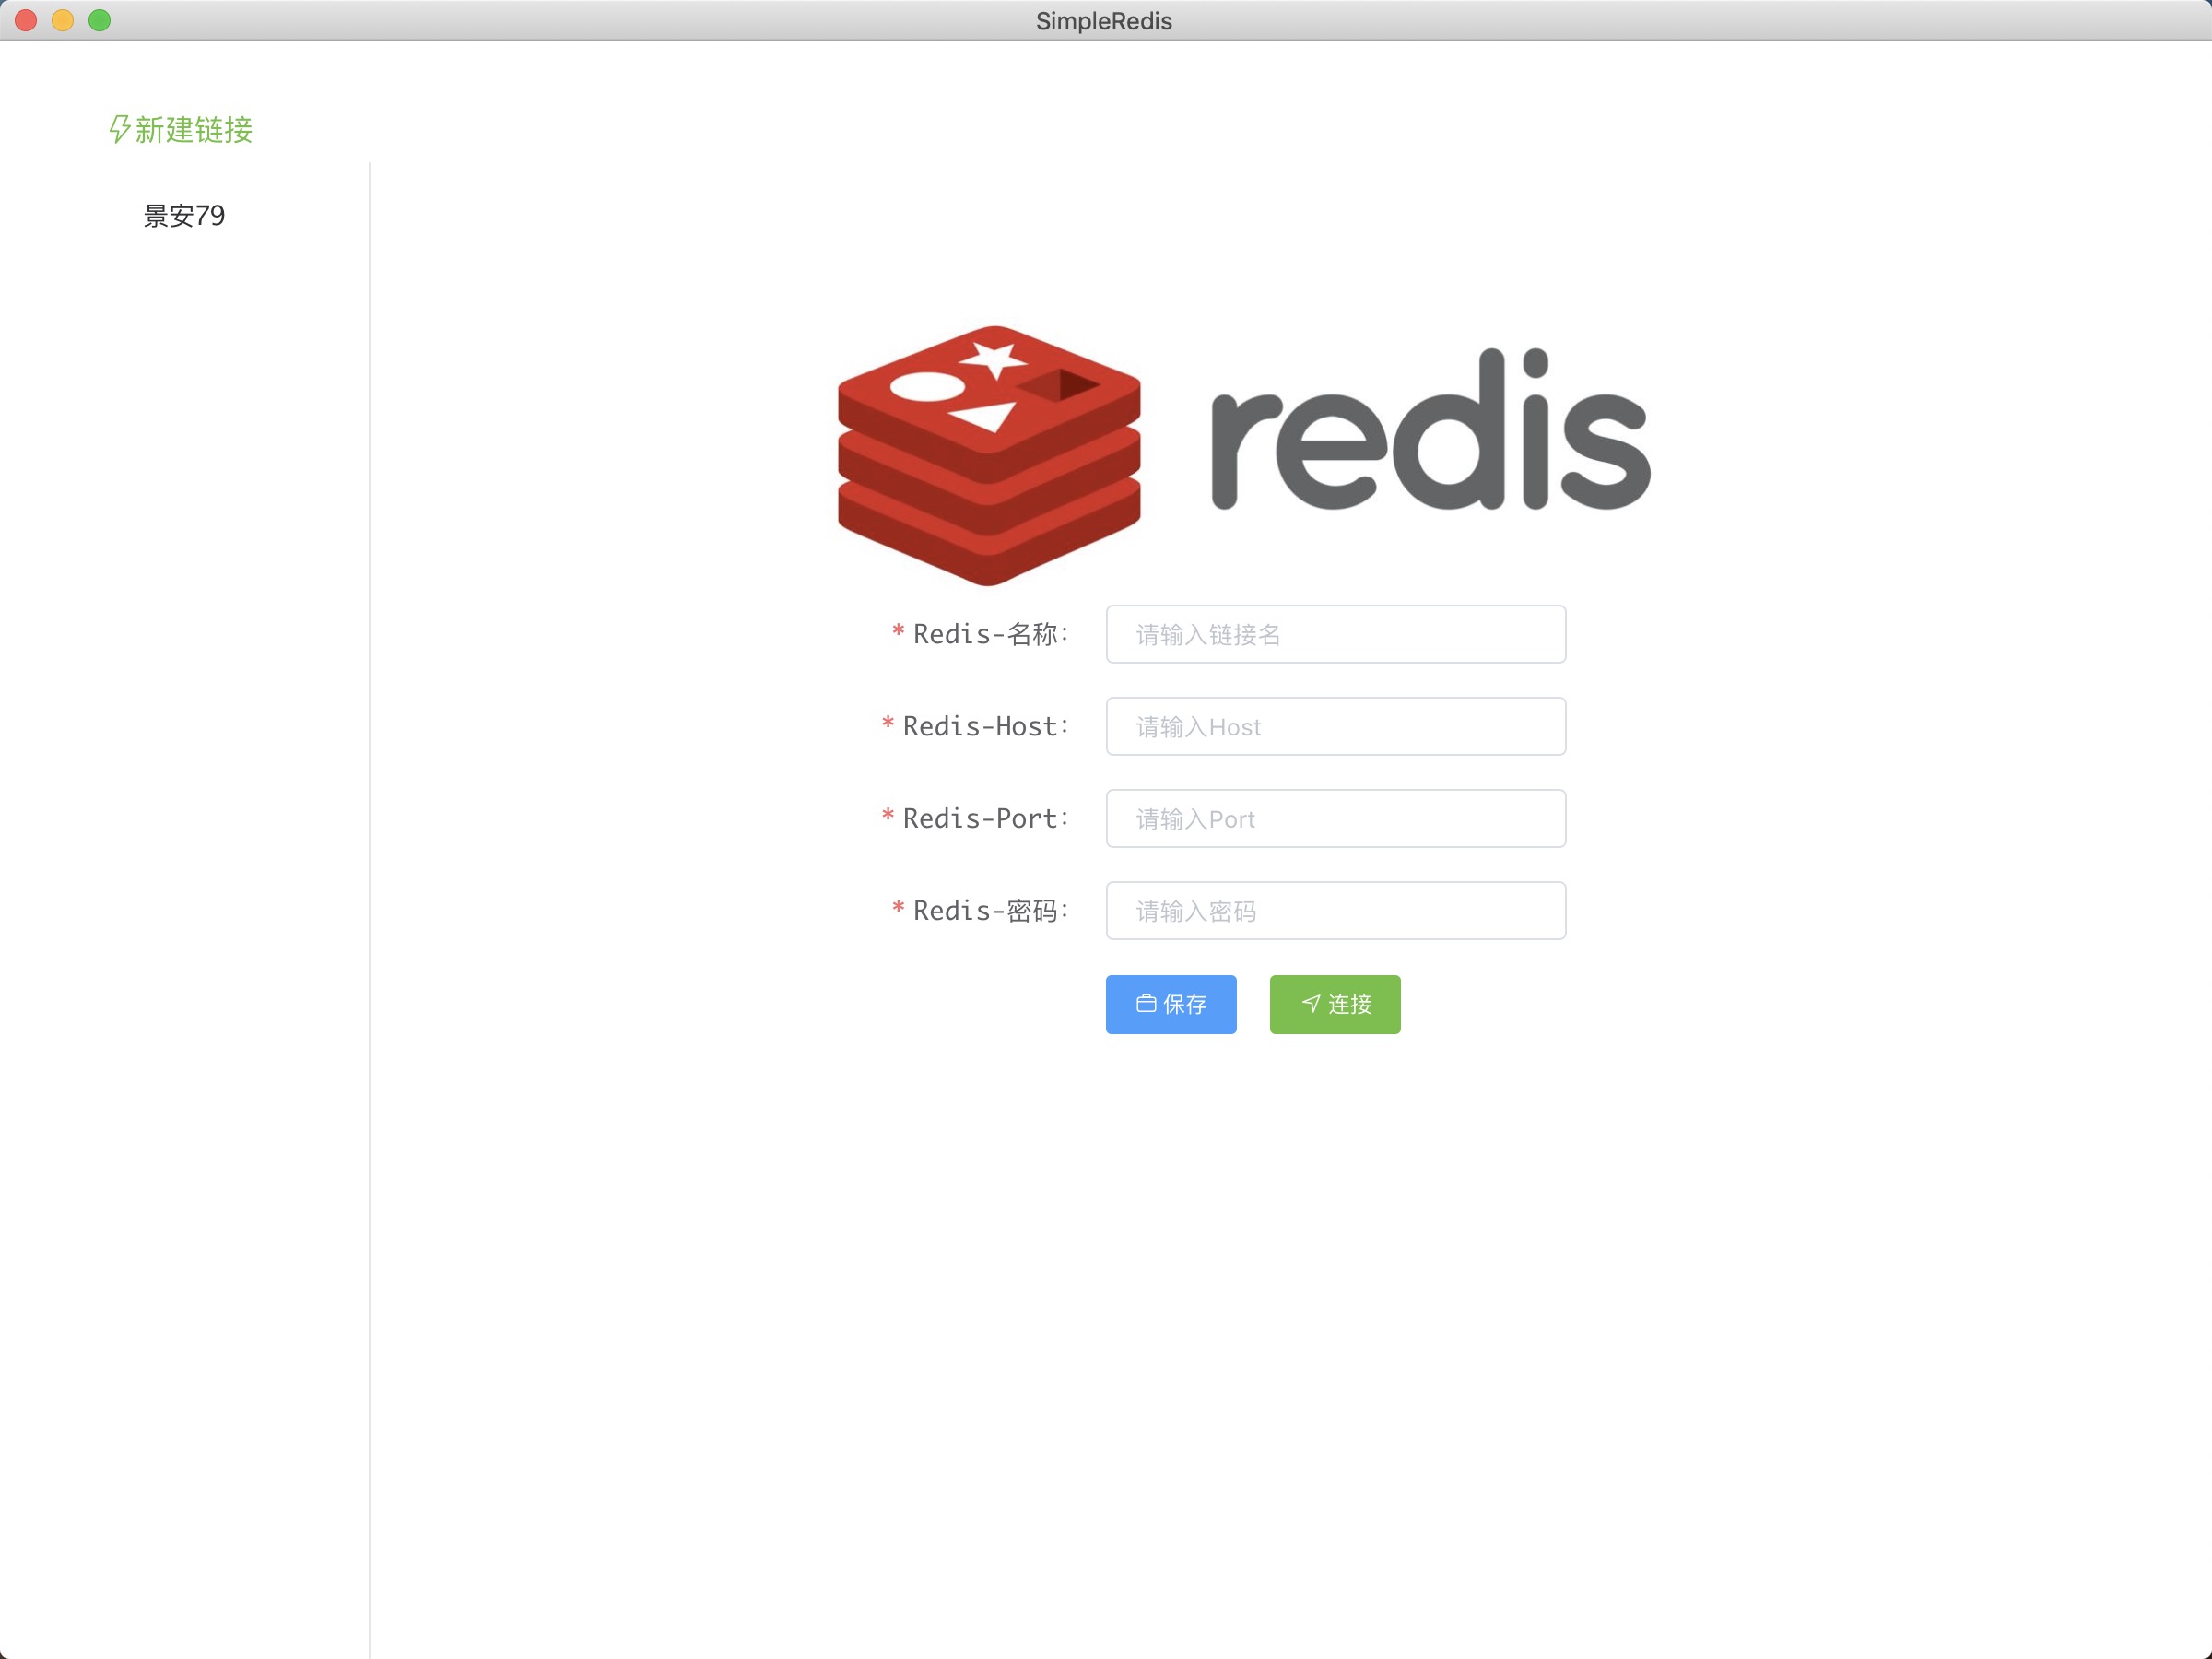 SimpleRedis
新建链接
景安79
redis
* Redis-名称: 请输入链接名
* Redis-Host: 请输入Host
* Redis-Port: 请输入Port
* Redis-密码: 请输入密码
保存 连接